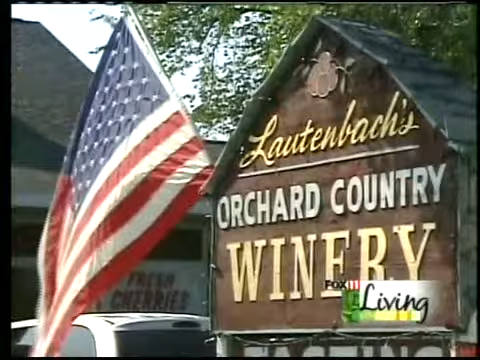 Lautenbach's
ORCHARD COUNTRY
WINERY
FRESH
CHERRIES
FOX 11
Living